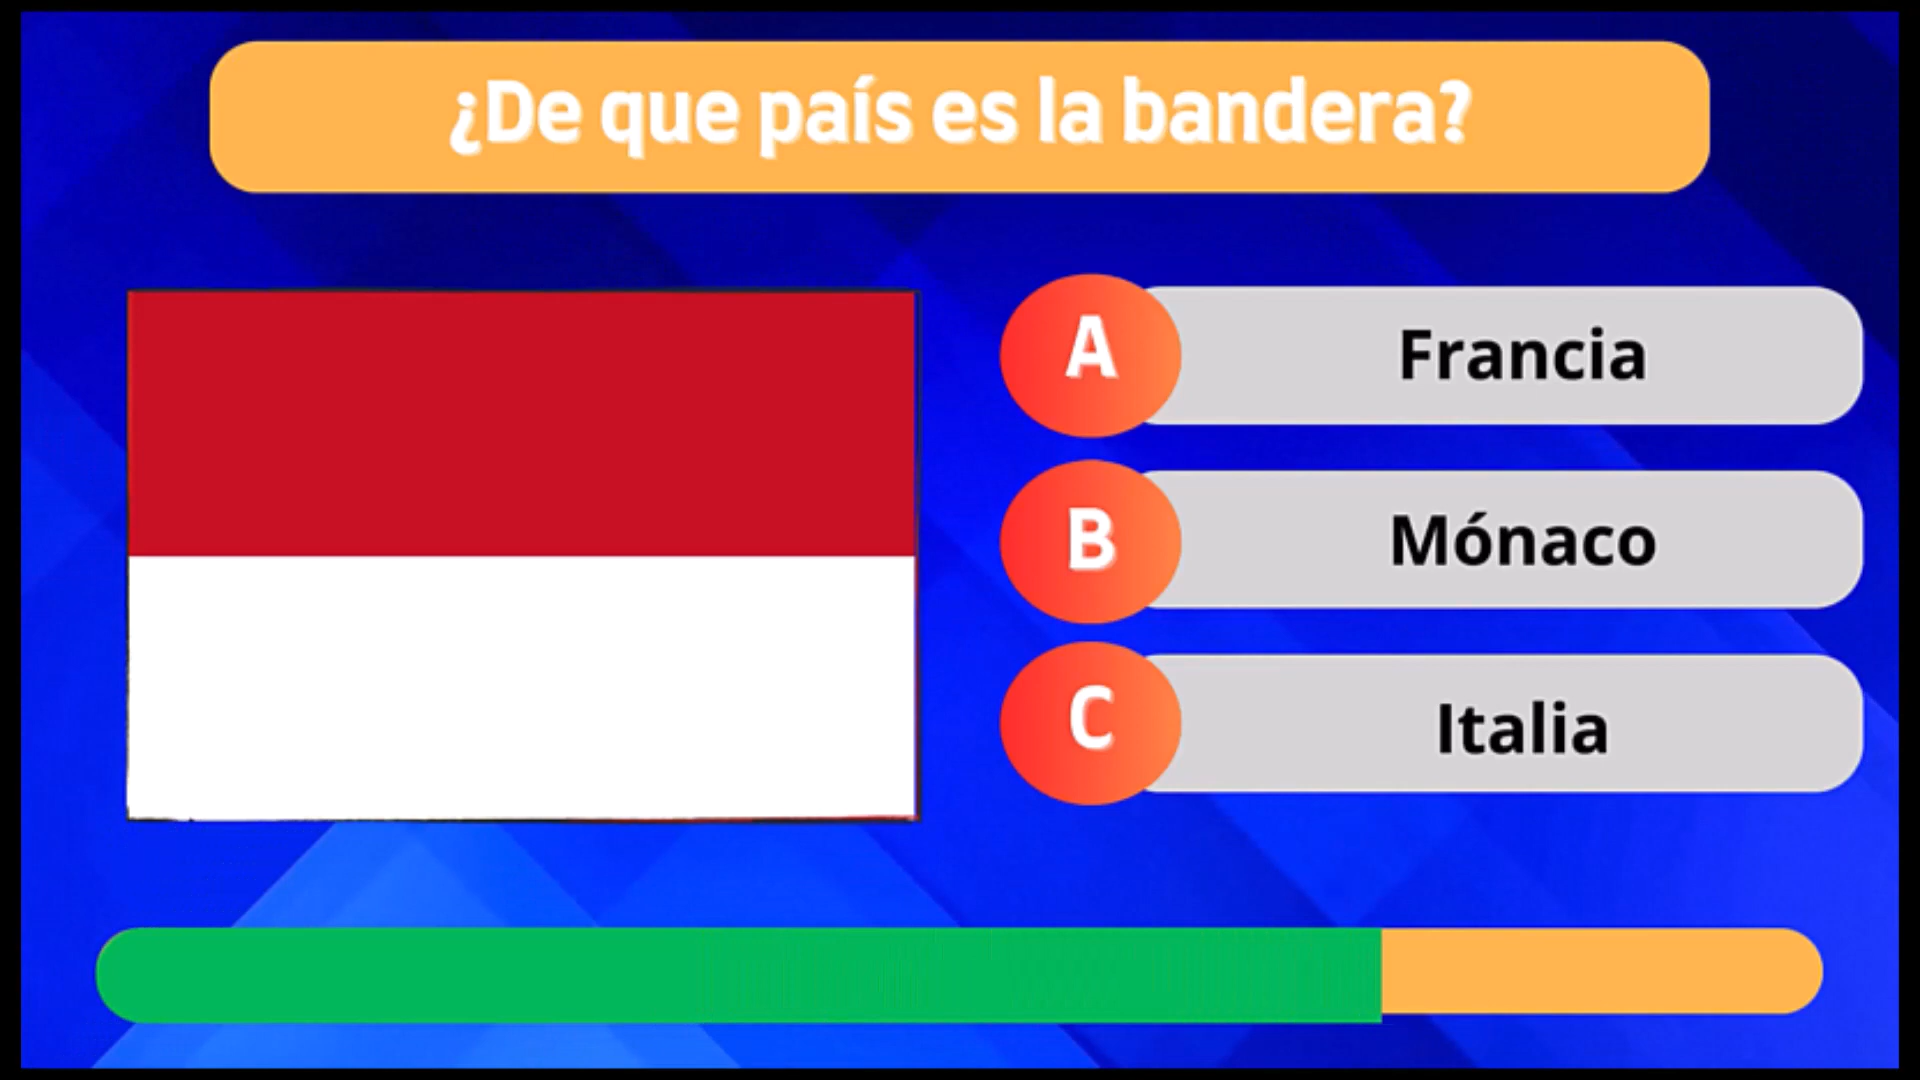 ¿De que país es la bandera?
A
Francia
B
Mónaco
C
Italia